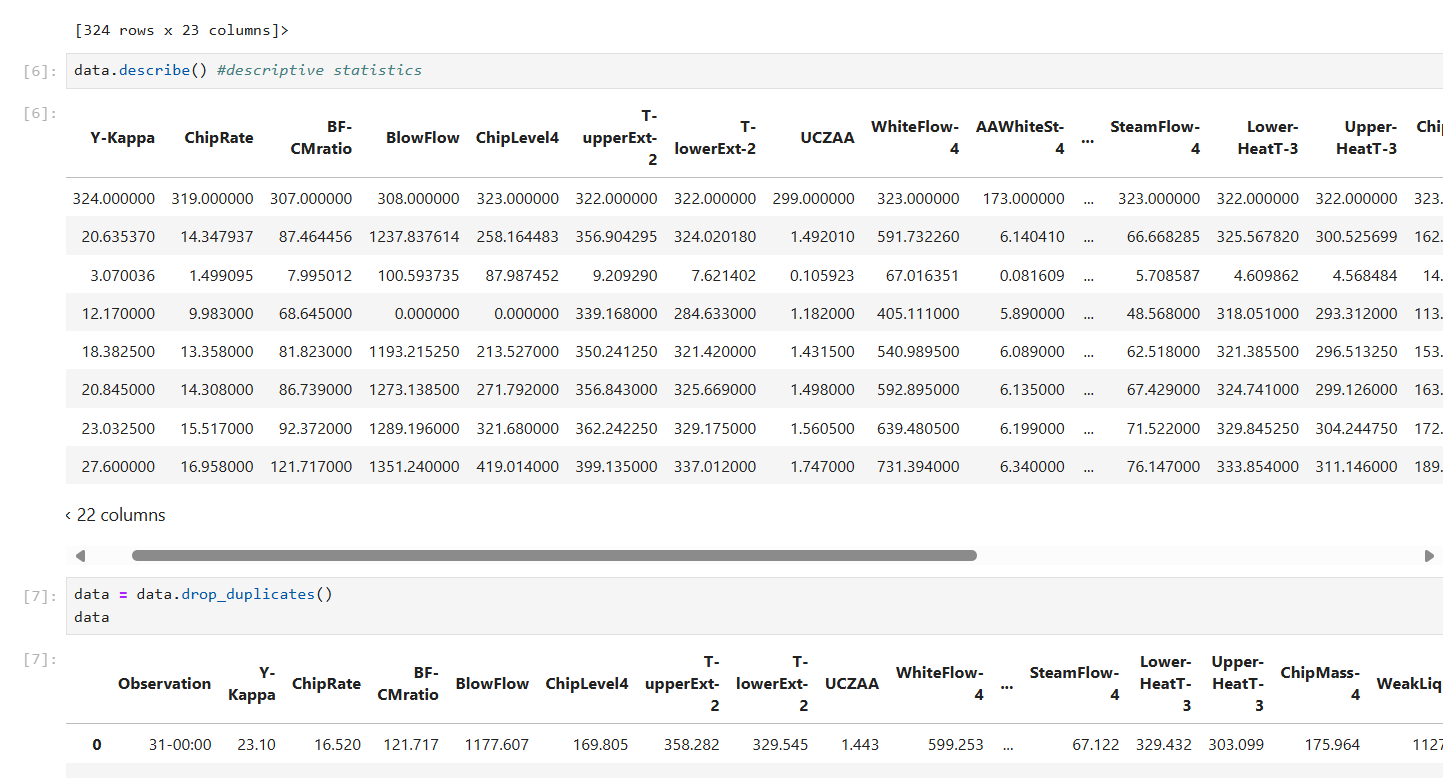 [324 rows x 23 columns]>
[6]: data.describe() #descriptive statistics
[6]:
Y-Kappa ChipRate BF-CMratio BlowFlow ChipLevel4 T-upperExt-2 T-lowerExt-2 UCZAA WhiteFlow-4 AAWhiteSt-4 ... SteamFlow-4 Lower-HeatT-3 Upper-HeatT-3 Chip
324.000000 319.000000 307.000000 308.000000 323.000000 322.000000 322.000000 299.000000 323.000000 173.000000 ... 323.000000 322.000000 322.000000 323.
20.635370 14.347937 87.464456 1237.837614 258.164483 356.904295 324.020180 1.492010 591.732260 6.140410 ... 66.668285 325.567820 300.525699 162.
3.070036 1.499095 7.995012 100.593735 87.987452 9.209290 7.621402 0.105923 67.016351 0.081609 ... 5.708587 4.609862 4.568484 14.
12.170000 9.983000 68.645000 0.000000 0.000000 339.168000 284.633000 1.182000 405.111000 5.890000 ... 48.568000 318.051000 293.312000 113.
18.382500 13.358000 81.823000 1193.215250 213.527000 350.241250 321.420000 1.431500 540.989500 6.089000 ... 62.518000 321.385500 296.513250 153.
20.845000 14.308000 86.739000 1273.138500 271.792000 356.843000 325.669000 1.498000 592.895000 6.135000 ... 67.429000 324.741000 299.126000 163.
23.032500 15.517000 92.372000 1289.196000 321.680000 362.242250 329.175000 1.560500 639.480500 6.199000 ... 71.522000 329.845250 304.244750 172.
27.600000 16.958000 121.717000 1351.240000 419.014000 399.135000 337.012000 1.747000 731.394000 6.340000 ... 76.147000 333.854000 311.146000 189.
‹ 22 columns
[7]: data = data.drop_duplicates()
data
[7]:
Observation Y-Kappa ChipRate BF-CMratio BlowFlow ChipLevel4 T-upperExt-2 T-lowerExt-2 UCZAA WhiteFlow-4 ... SteamFlow-4 Lower-HeatT-3 Upper-HeatT-3 ChipMass-4 WeakLiq
0 31-00:00 23.10 16.520 121.717 1177.607 169.805 358.282 329.545 1.443 599.253 ... 67.122 329.432 303.099 175.964 1127